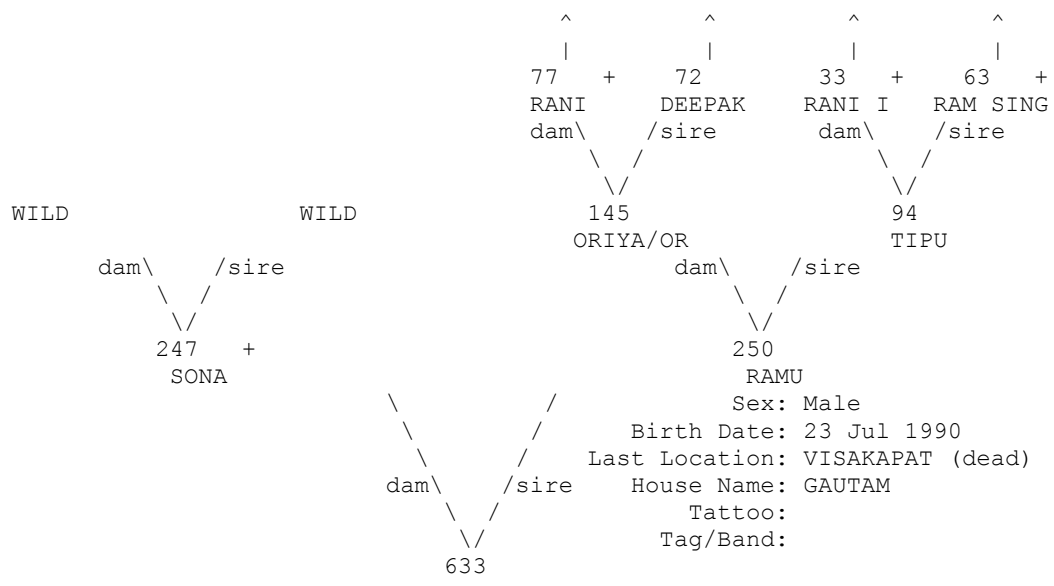 ^ ^ ^ ^
| | | |
77 + 72 33 + 63 +
RANI DEEPAK RANI I RAM SING
dam\ /sire dam\ /sire
\ / \ /
\/ \/
WILD WILD 145 94
ORIYA/OR TIPU
dam\ /sire dam\ /sire
\ / \ /
\/ \/
247 + 250
SONA RAMU
\ / Sex: Male
\ / Birth Date: 23 Jul 1990
\ / Last Location: VISAKAPAT (dead)
dam\ /sire House Name: GAUTAM
\ / Tattoo:
\/ Tag/Band:
633